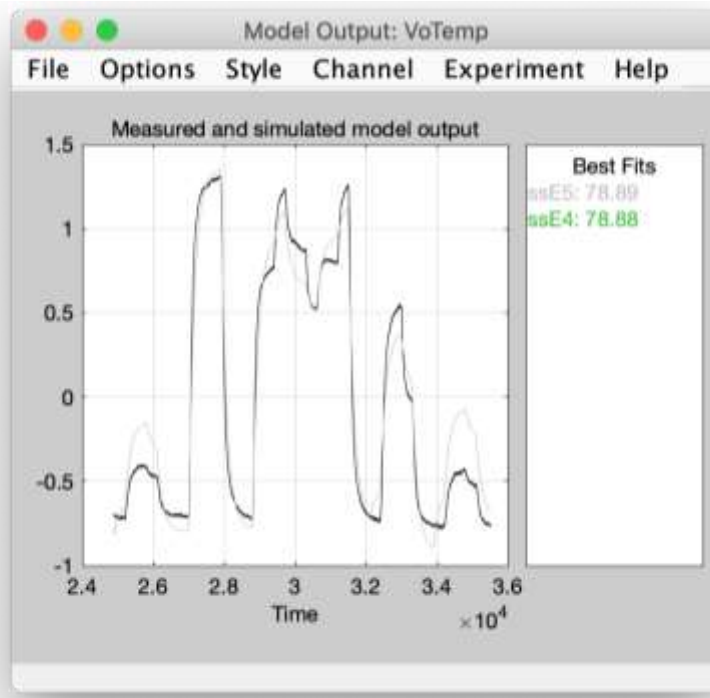 Model Output: VoTemp
File Options Style Channel Experiment Help
Measured and simulated model output
1.5
1
0.5
0
-0.5
-1
2.4 2.6 2.8 3 3.2 3.4 3.6
Time
×10⁴
Best Fits
ssE5: 78.89
ssE4: 78.88